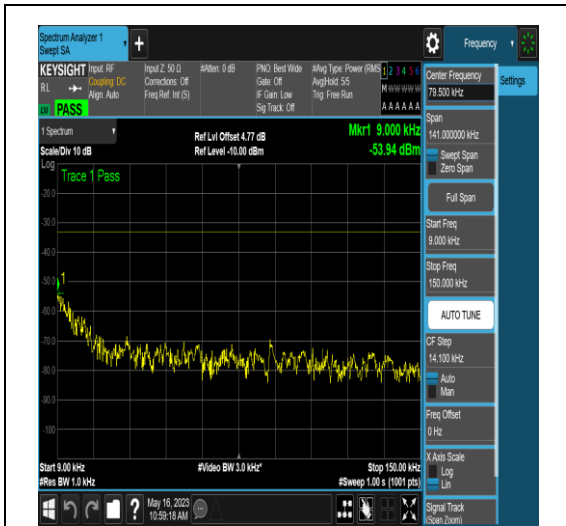 Spectrum Analyzer 1
Swept SA
Frequency
KEYSIGHT
RL
PASS
Input: RF
Coupling: DC
Align: Auto
Input Z: 50 Ω
Corrections: Off
Freq Ref: Int (S)
#Atten: 0 dB
PNO: Best Wide
Gate: Off
IF Gain: Low
Sig Track: Off
#Avg Type: Power (RMS)
Avg|Hold: 5/5
Trig: Free Run
1 2 3 4 5 6
M W W W W W
A A A A A A
1 Spectrum
Scale/Div 10 dB
Ref Lvl Offset 4.77 dB
Ref Level -10.00 dBm
Mkr1 9.000 kHz
-53.94 dBm
Log
Trace 1 Pass
-20.0
-30.0
-40.0
-50.0
-60.0
-70.0
-80.0
-90.0
-100
1
Start 9.00 kHz
#Res BW 1.0 kHz
#Video BW 3.0 kHz*
Stop 150.00 kHz
#Sweep 1.00 s (1001 pts)
May 16, 2023
10:59:18 AM
?
Center Frequency
79.500 kHz
Settings
Span
141.000000 kHz
Swept Span
Zero Span
Full Span
Start Freq
9.000 kHz
Stop Freq
150.000 kHz
AUTO TUNE
CF Step
14.100 kHz
Auto
Man
Freq Offset
0 Hz
X Axis Scale
Log
Lin
Signal Track
(Span Zoom)